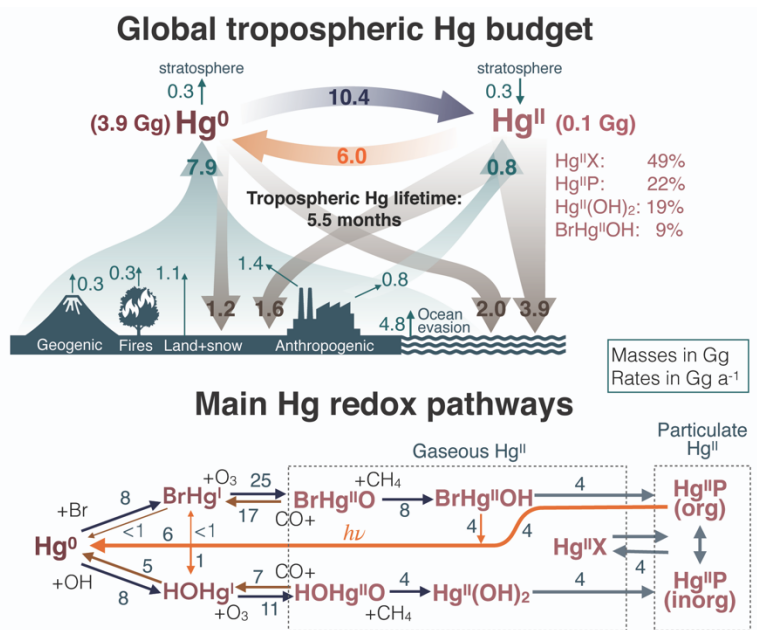 Global tropospheric Hg budget
stratosphere
0.3
stratosphere
0.3
(3.9 Gg) Hg⁰
10.4
Hgᴵᴵ (0.1 Gg)
6.0
7.9
0.8
HgᴵᴵX: 49%
HgᴵᴵP: 22%
Hgᴵᴵ(OH)₂: 19%
BrHgᴵᴵOH: 9%
Tropospheric Hg lifetime:
5.5 months
0.3
0.3
1.1
1.4
0.8
1.2
1.6
2.0
3.9
4.8
Ocean
evasion
Geogenic
Fires
Land+snow
Anthropogenic
Masses in Gg
Rates in Gg a⁻¹
Main Hg redox pathways
Gaseous Hgᴵᴵ
Particulate
Hgᴵᴵ
+Br
8
BrHgᴵ
+O₃
25
17
CO+
BrHgᴵᴵO
+CH₄
8
BrHgᴵᴵOH
4
HgᴵᴵP
(org)
<1
6
<1
hν
4
4
Hg⁰
HgᴵᴵX
4
4
5
1
+OH
8
HOHgᴵ
7
CO+
+O₃
11
HOHgᴵᴵO
4
+CH₄
Hgᴵᴵ(OH)₂
4
HgᴵᴵP
(inorg)